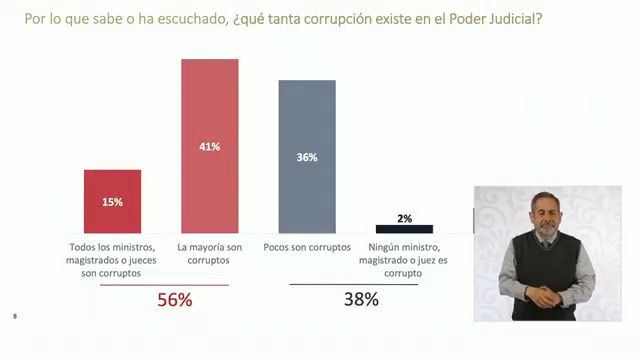 Por lo que sabe o ha escuchado, ¿qué tanta corrupción existe en el Poder Judicial?
15%
41%
36%
2%
Todos los ministros,
magistrados o jueces
son corruptos
La mayoría son
corruptos
Pocos son corruptos
Ningún ministro,
magistrado o juez es
corrupto
56%
38%
8